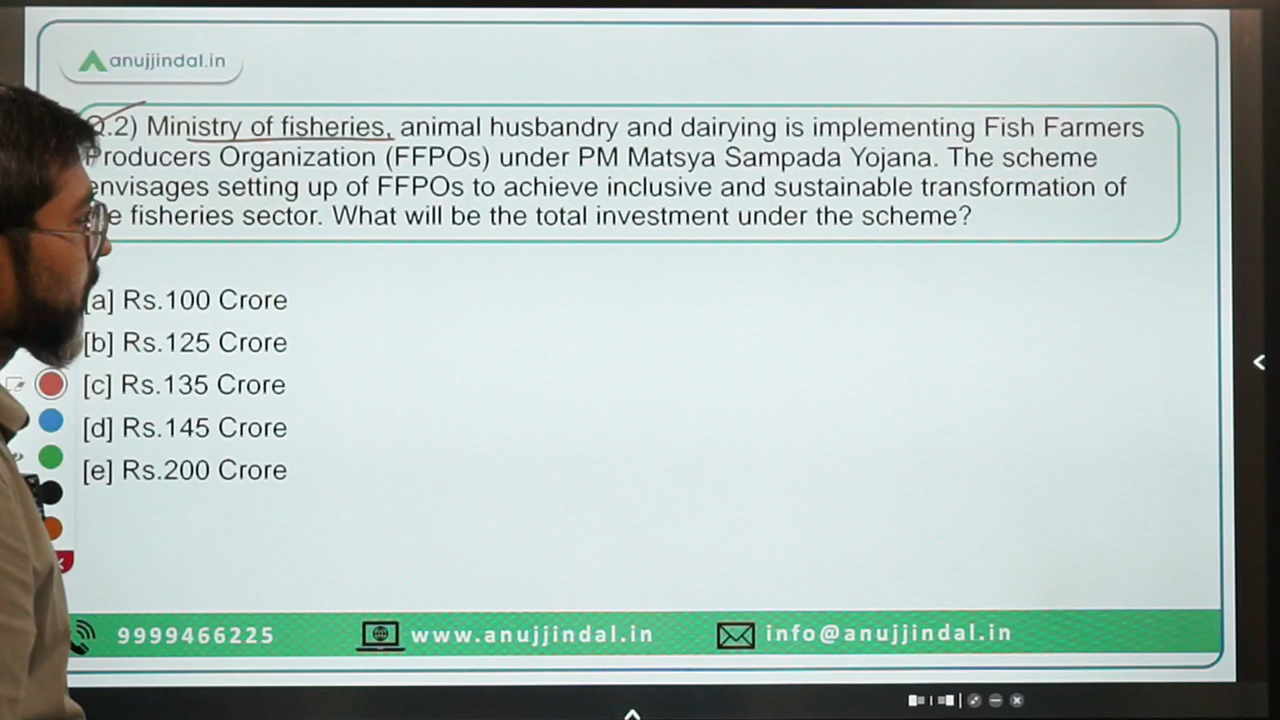 anujjindal.in
Q.2) Ministry of fisheries, animal husbandry and dairying is implementing Fish Farmers
Producers Organization (FFPOs) under PM Matsya Sampada Yojana. The scheme
envisages setting up of FFPOs to achieve inclusive and sustainable transformation of
fisheries sector. What will be the total investment under the scheme?
[a] Rs.100 Crore
[b] Rs.125 Crore
[c] Rs.135 Crore
[d] Rs.145 Crore
[e] Rs.200 Crore
9999466225 www.anujjindal.in info@anujjindal.in